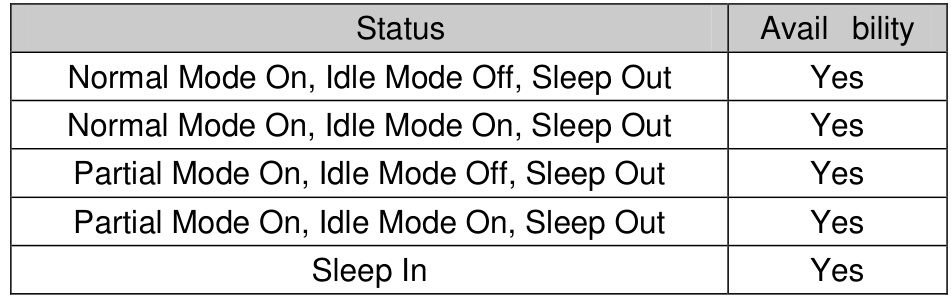 Status Avail bility
Normal Mode On, Idle Mode Off, Sleep Out Yes
Normal Mode On, Idle Mode On, Sleep Out Yes
Partial Mode On, Idle Mode Off, Sleep Out Yes
Partial Mode On, Idle Mode On, Sleep Out Yes
Sleep In Yes